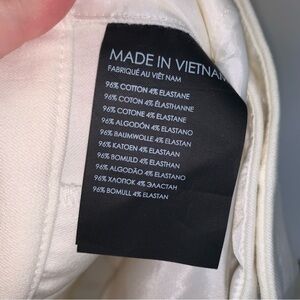 MADE IN VIETNAM
FABRIQUÉ AU VIÊT NAM
96% COTTON 4% ELASTANE
96% COTON 4% ÉLASTHANNE
96% COTONE 4% ELASTANE
96% ALGODÓN 4% ELASTANO
96% BAUMWOLLE 4% ELASTAN
96% KATOEN 4% ELASTAAN
96% BOMULD 4% ELASTHAN
96% ALGODÃO 4% ELASTANO
96% ХЛОПОК 4% ЭЛАСТАН
96% BOMULL 4% ELASTAN